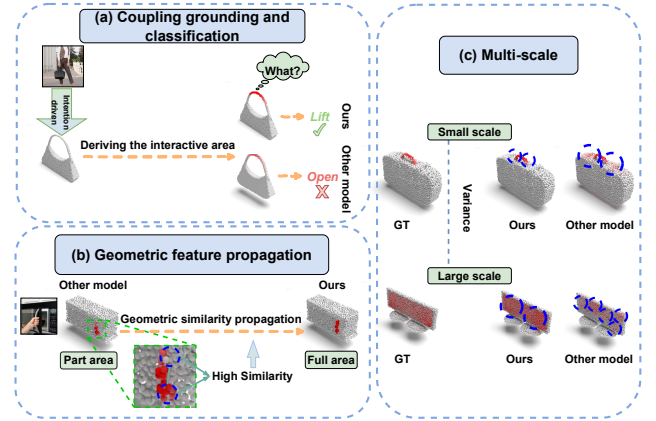 (a) Coupling grounding and
classification
What?
Intention
driven
Lift
Ours
Deriving the interactive area
Open
Other model
(b) Geometric feature propagation
Other model
Ours
Geometric similarity propagation
Part area
Full area
High Similarity
(c) Multi-scale
Small scale
GT
Variance
Ours
Other model
Large scale
GT
Ours
Other model